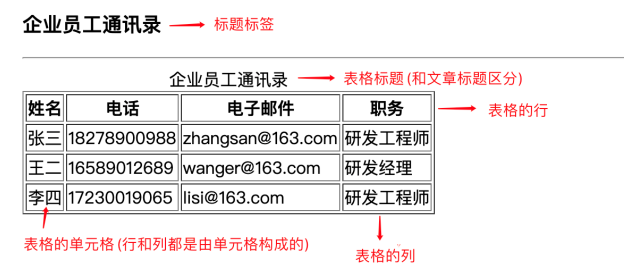 企业员工通讯录 标题标签
企业员工通讯录 表格标题 (和文章标题区分)
姓名 电话 电子邮件 职务 表格的行
张三 18278900988 zhangsan@163.com 研发工程师
王二 16589012689 wanger@163.com 研发经理
李四 17230019065 lisi@163.com 研发工程师
表格的单元格 (行和列都是由单元格构成的)
表格的列